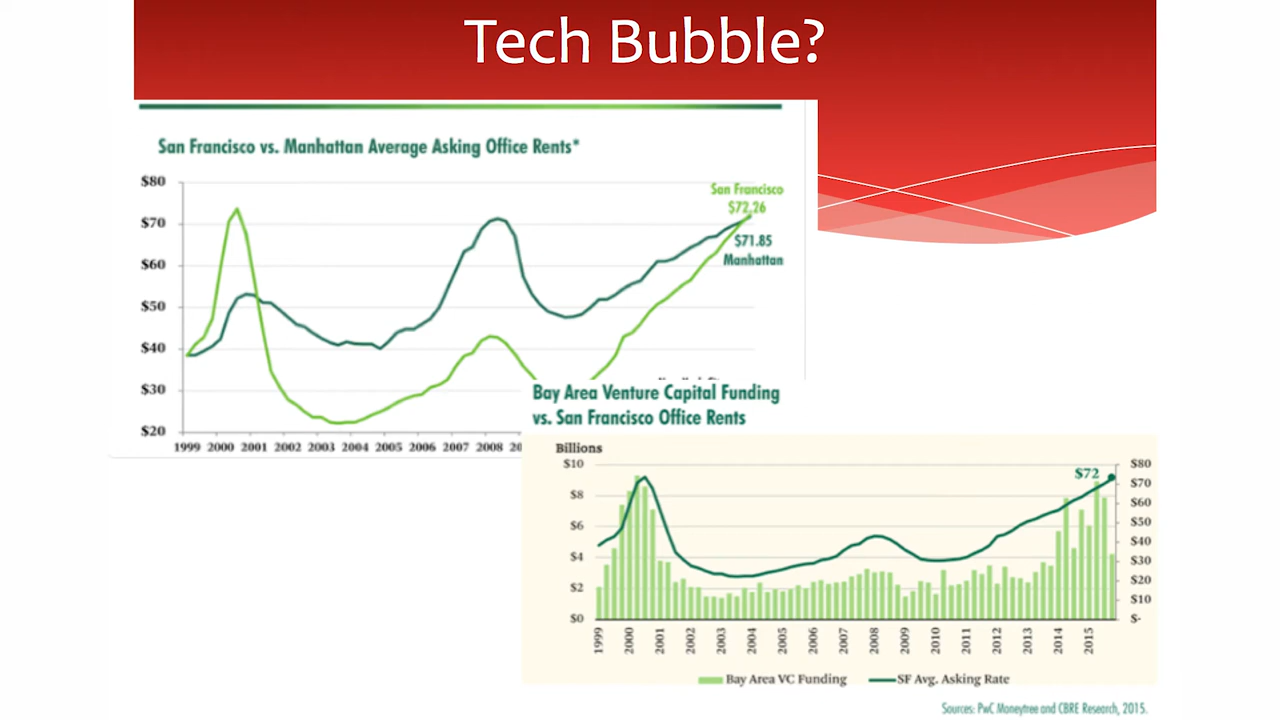 Tech Bubble?
San Francisco vs. Manhattan Average Asking Office Rents*
$80
$70
$60
$50
$40
$30
$20
San Francisco
$72.26
$71.85
Manhattan
1999 2000 2001 2002 2003 2004 2005 2006 2007 2008 20
Bay Area Venture Capital Funding
vs. San Francisco Office Rents
Billions
$10
$8
$6
$4
$2
$0
$72
$80
$70
$60
$50
$40
$30
$20
$10
$-
1999 2000 2001 2002 2003 2004 2005 2006 2007 2008 2009 2010 2011 2012 2013 2014 2015
Bay Area VC Funding SF Avg. Asking Rate
Sources: PwC Moneytree and CBRE Research, 2015.